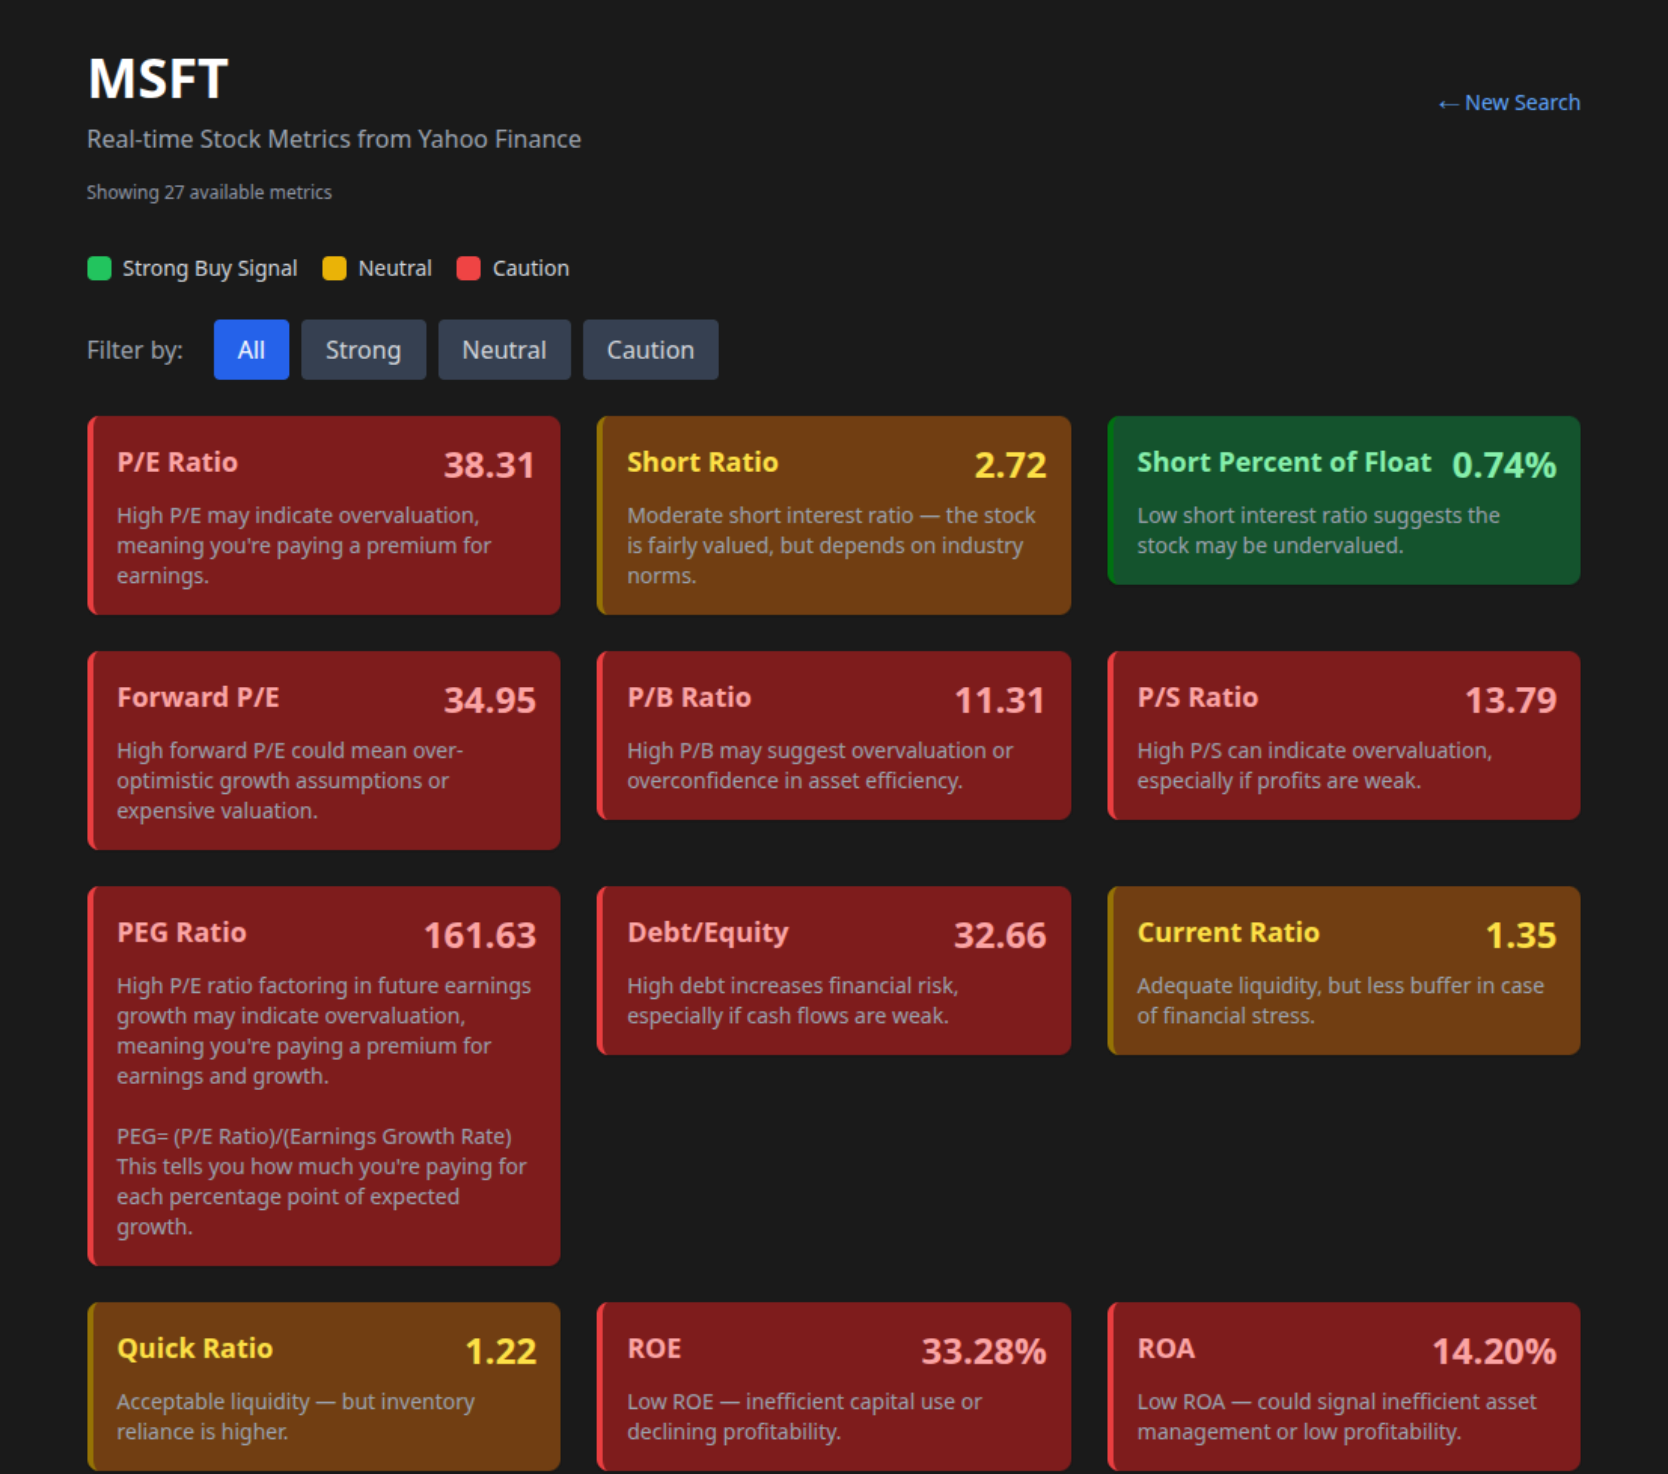 MSFT
← New Search
Real-time Stock Metrics from Yahoo Finance
Showing 27 available metrics
Strong Buy Signal
Neutral
Caution
Filter by:
All
Strong
Neutral
Caution
P/E Ratio
38.31
High P/E may indicate overvaluation,
meaning you're paying a premium for
earnings.
Short Ratio
2.72
Moderate short interest ratio — the stock
is fairly valued, but depends on industry
norms.
Short Percent of Float
0.74%
Low short interest ratio suggests the
stock may be undervalued.
Forward P/E
34.95
High forward P/E could mean over-
optimistic growth assumptions or
expensive valuation.
P/B Ratio
11.31
High P/B may suggest overvaluation or
overconfidence in asset efficiency.
P/S Ratio
13.79
High P/S can indicate overvaluation,
especially if profits are weak.
PEG Ratio
161.63
High P/E ratio factoring in future earnings
growth may indicate overvaluation,
meaning you're paying a premium for
earnings and growth.
PEG= (P/E Ratio)/(Earnings Growth Rate)
This tells you how much you're paying for
each percentage point of expected
growth.
Debt/Equity
32.66
High debt increases financial risk,
especially if cash flows are weak.
Current Ratio
1.35
Adequate liquidity, but less buffer in case
of financial stress.
Quick Ratio
1.22
Acceptable liquidity — but inventory
reliance is higher.
ROE
33.28%
Low ROE — inefficient capital use or
declining profitability.
ROA
14.20%
Low ROA — could signal inefficient asset
management or low profitability.